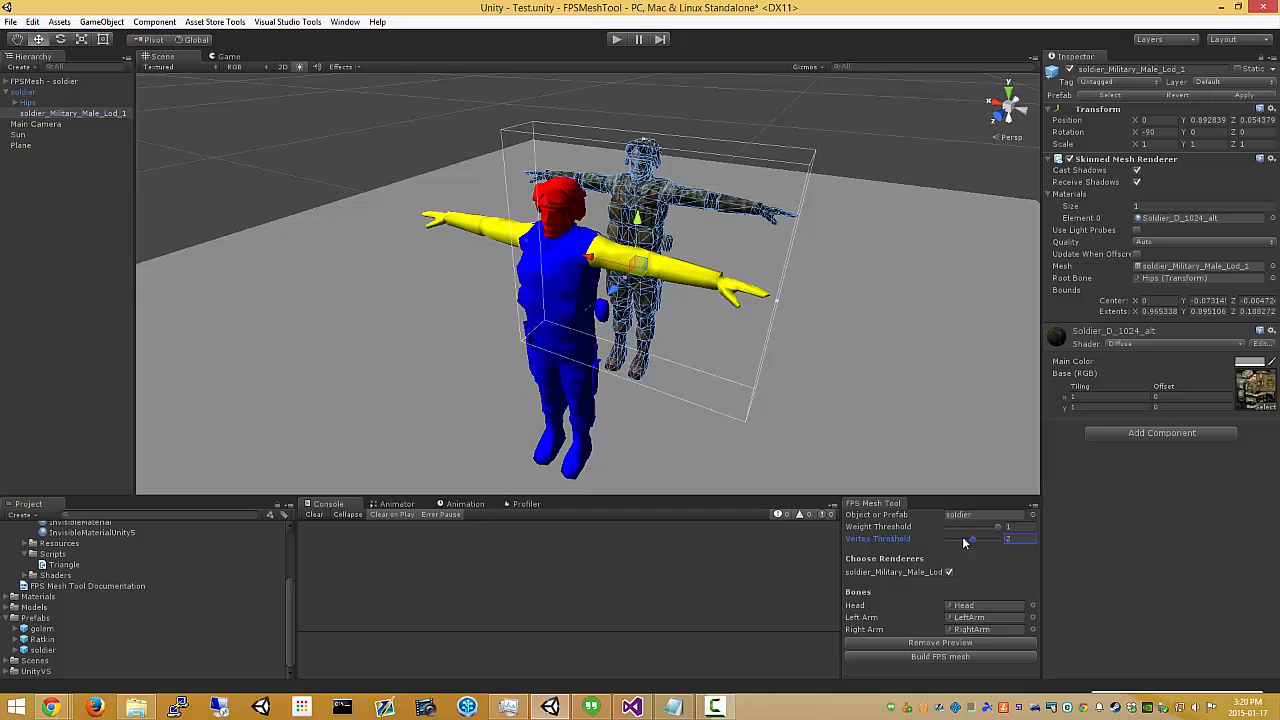 Unity - Test.unity - FPSMeshTool - PC, Mac & Linux Standalone* <DX11>
File Edit Assets GameObject Component Asset Store Tools Visual Studio Tools Window Help
Pivot Global Layers Layout
Hierarchy
Create All
FPSMesh - soldier
soldier
Hips
soldier_Military_Male_Lod_1
Main Camera
Sun
Plane
Scene Game
Textured RGB 2D Effects Gizmos All
y
x
z
Persp
Inspector
soldier_Military_Male_Lod_1 Static
Tag Untagged Layer Default
Prefab Select Revert Apply
Transform
Position X 0 Y 0.892839 Z 0.054379
Rotation X -90 Y 0 Z 0
Scale X 1 Y 1 Z 1
Skinned Mesh Renderer
Cast Shadows
Receive Shadows
Materials
Size 1
Element 0 Soldier_D_1024_alt
Use Light Probes
Quality Auto
Update When Offscre
Mesh soldier_Military_Male_Lod_1
Root Bone Hips (Transform)
Bounds
Center: X 0 Y -0.07314 Z -0.00472
Extents: X 0.965338 Y 0.895106 Z 0.188272
Soldier_D_1024_alt
Shader Diffuse Edit...
Main Color
Base (RGB)
Tiling Offset
x 1 0
y 1 0
Select
Add Component
Project
Create
InvisibleMaterial
InvisibleMaterialUnity5
Resources
Scripts
Triangle
Shaders
FPS Mesh Tool Documentation
Materials
Models
Prefabs
golem
Ratkin
soldier
Scenes
UnityVS
Console Animator Animation Profiler
Clear Collapse Clear on Play Error Pause 0 0 0
FPS Mesh Tool
Object or Prefab soldier
Weight Threshold 1
Vertex Threshold 2
Choose Renderers
soldier_Military_Male_Lod
Bones
Head Head
Left Arm LeftArm
Right Arm RightArm
Remove Preview
Build FPS mesh
3:20 PM
2015-01-17